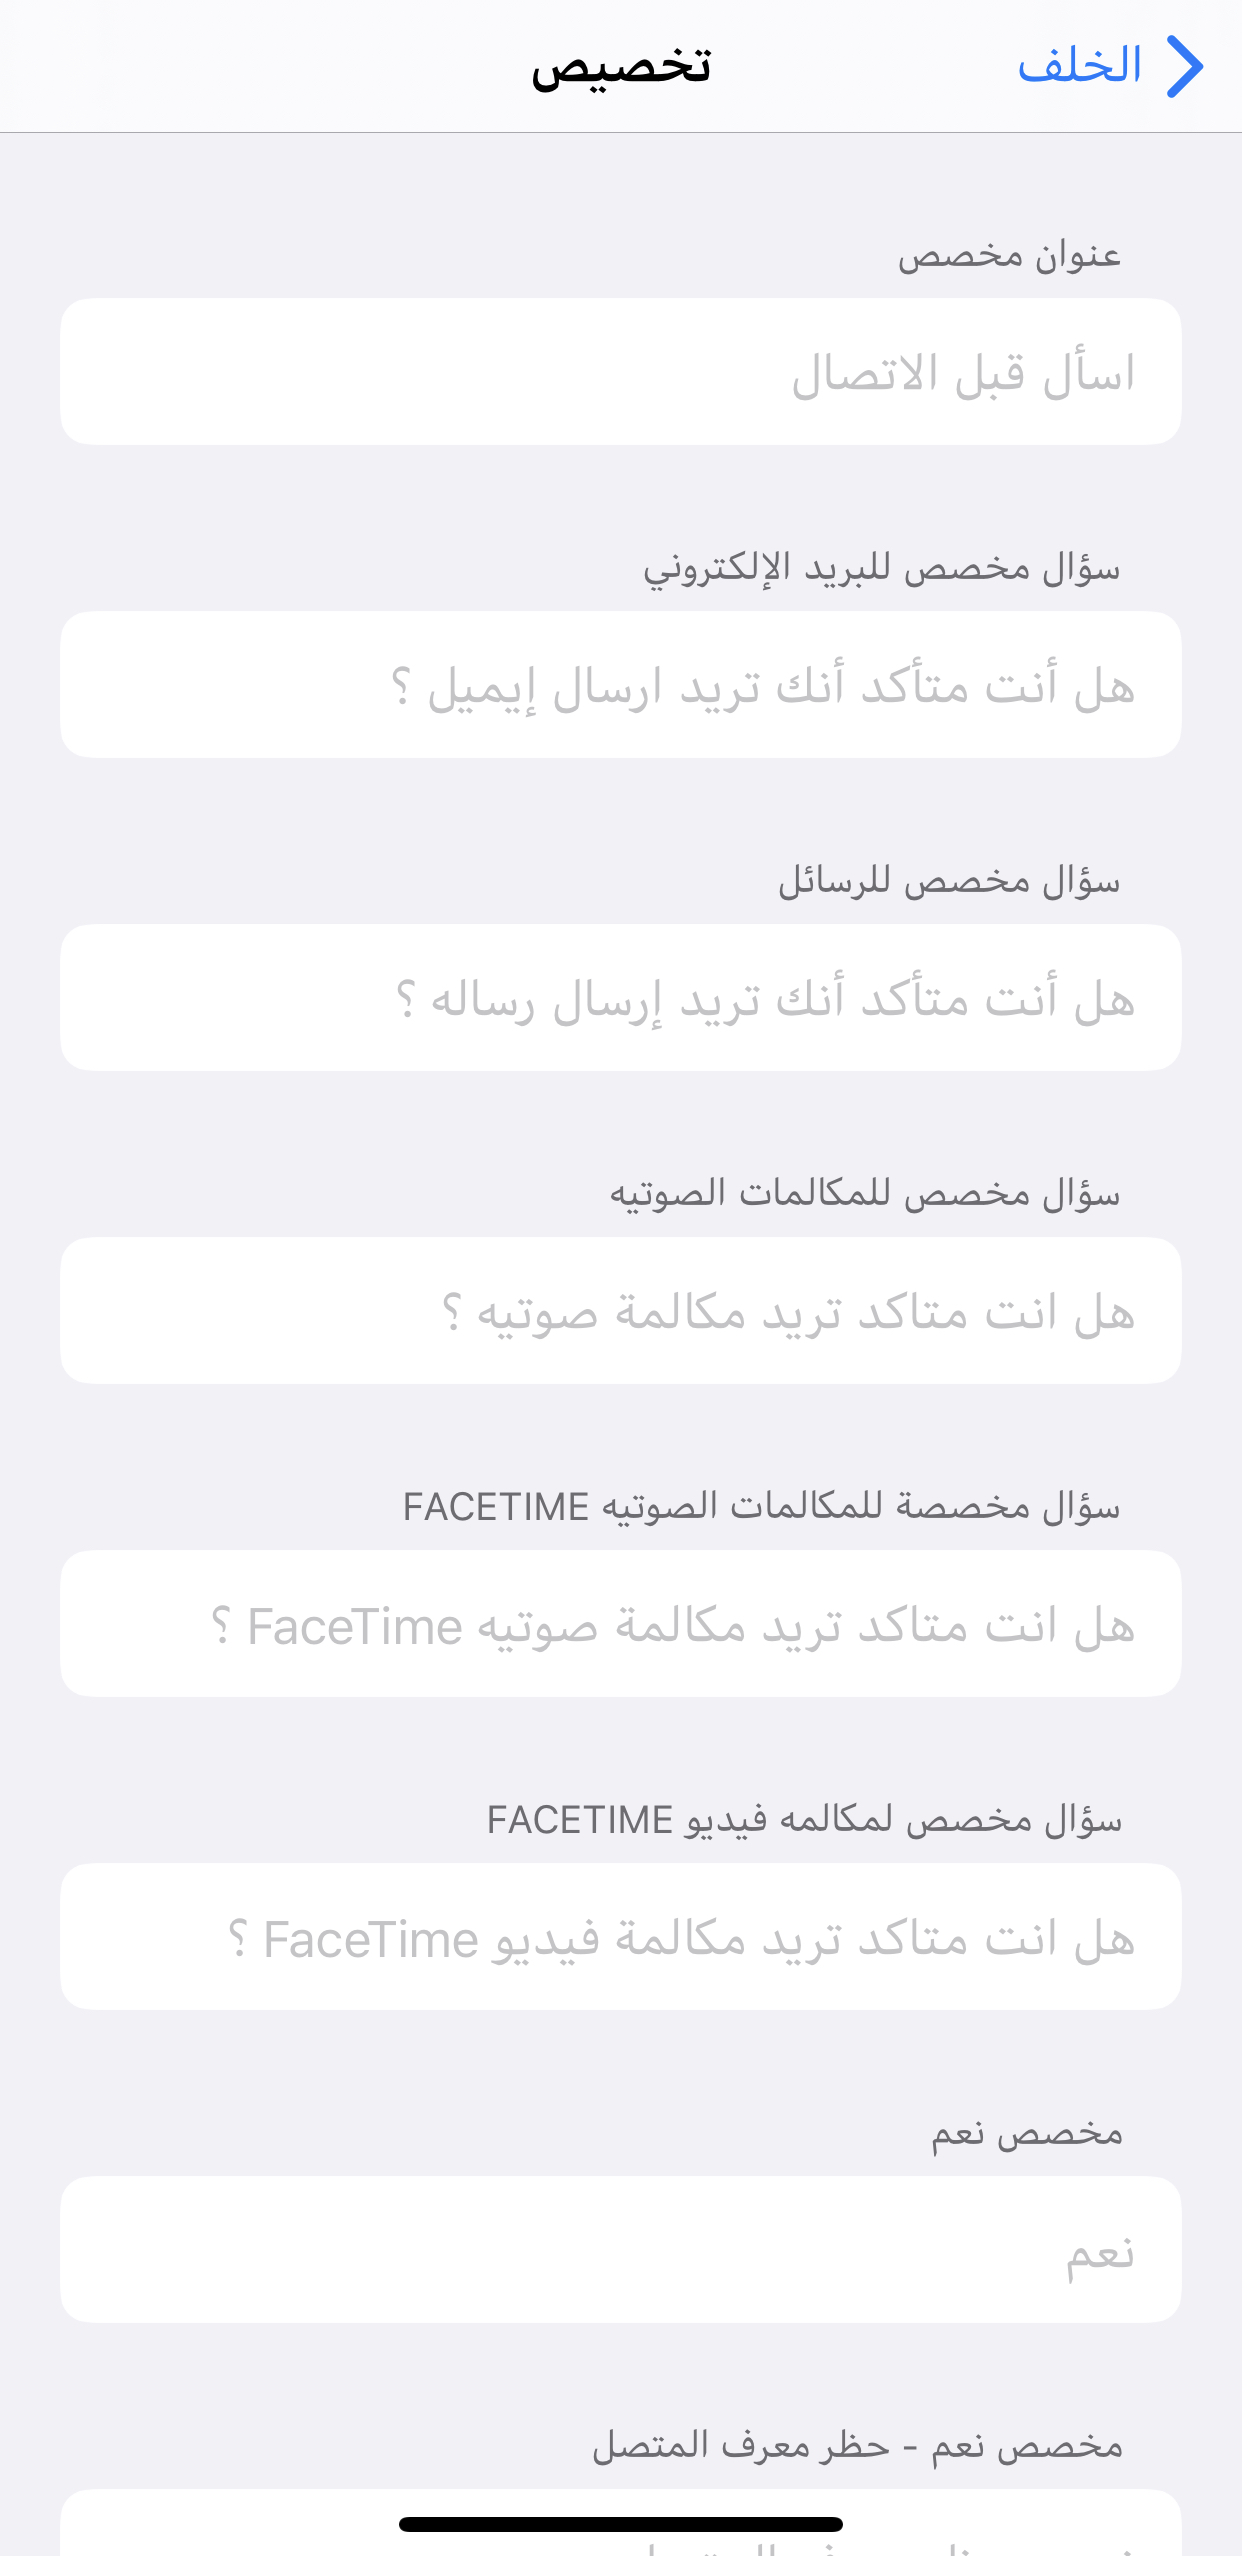 الخلف
تخصيص
عنوان مخصص
اسأل قبل الاتصال
سؤال مخصص للبريد الإلكتروني
هل أنت متأكد أنك تريد ارسال إيميل ؟
سؤال مخصص للرسائل
هل أنت متأكد أنك تريد إرسال رساله ؟
سؤال مخصص للمكالمات الصوتيه
هل انت متاكد تريد مكالمة صوتيه ؟
سؤال مخصصة للمكالمات الصوتيه FACETIME
هل انت متاكد تريد مكالمة صوتيه FaceTime ؟
سؤال مخصص لمكالمه فيديو FACETIME
هل انت متاكد تريد مكالمة فيديو FaceTime ؟
مخصص نعم
نعم
مخصص نعم - حظر معرف المتصل